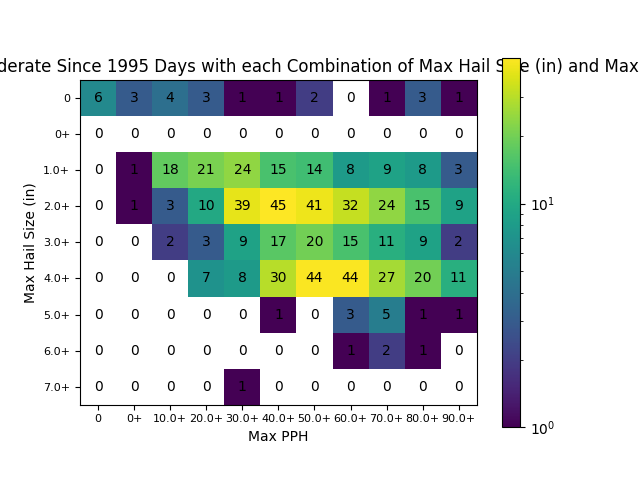 derate Since 1995 Days with each Combination of Max Hail Size (in) and Max
Max Hail Size (in)
0 6 3 4 3 1 1 2 0 1 3 1
0+ 0 0 0 0 0 0 0 0 0 0 0
1.0+ 0 1 18 21 24 15 14 8 9 8 3
2.0+ 0 1 3 10 39 45 41 32 24 15 9
3.0+ 0 0 2 3 9 17 20 15 11 9 2
4.0+ 0 0 0 7 8 30 44 44 27 20 11
5.0+ 0 0 0 0 0 1 0 3 5 1 1
6.0+ 0 0 0 0 0 0 0 1 2 1 0
7.0+ 0 0 0 0 1 0 0 0 0 0 0
0 0+ 10.0+ 20.0+ 30.0+ 40.0+ 50.0+ 60.0+ 70.0+ 80.0+ 90.0+
Max PPH
10¹
10⁰